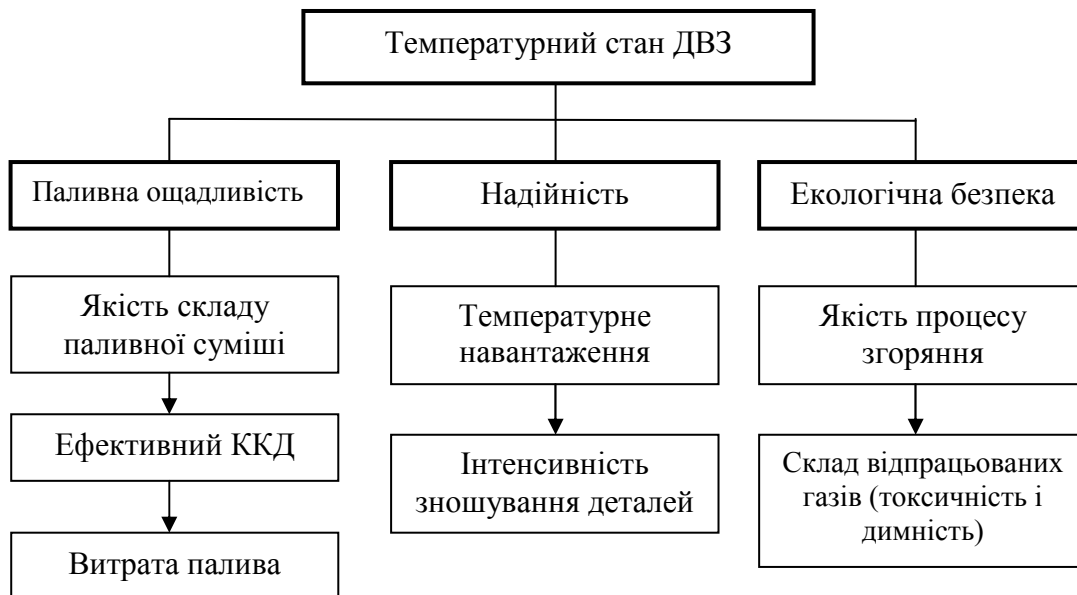 Температурний стан ДВЗ
Паливна ощадливість
Надійність
Екологічна безпека
Якість складу
паливної суміші
Температурне
навантаження
Якість процесу
згоряння
Ефективний ККД
Інтенсивність
зношування деталей
Склад відпрацьованих
газів (токсичність і
димність)
Витрата палива